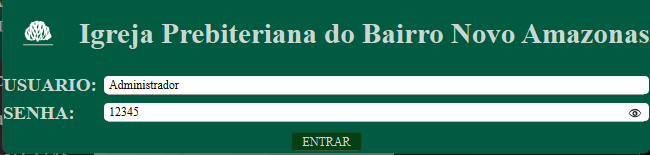 Igreja Prebiteriana do Bairro Novo Amazonas
USUARIO: Administrador
SENHA: 12345
ENTRAR